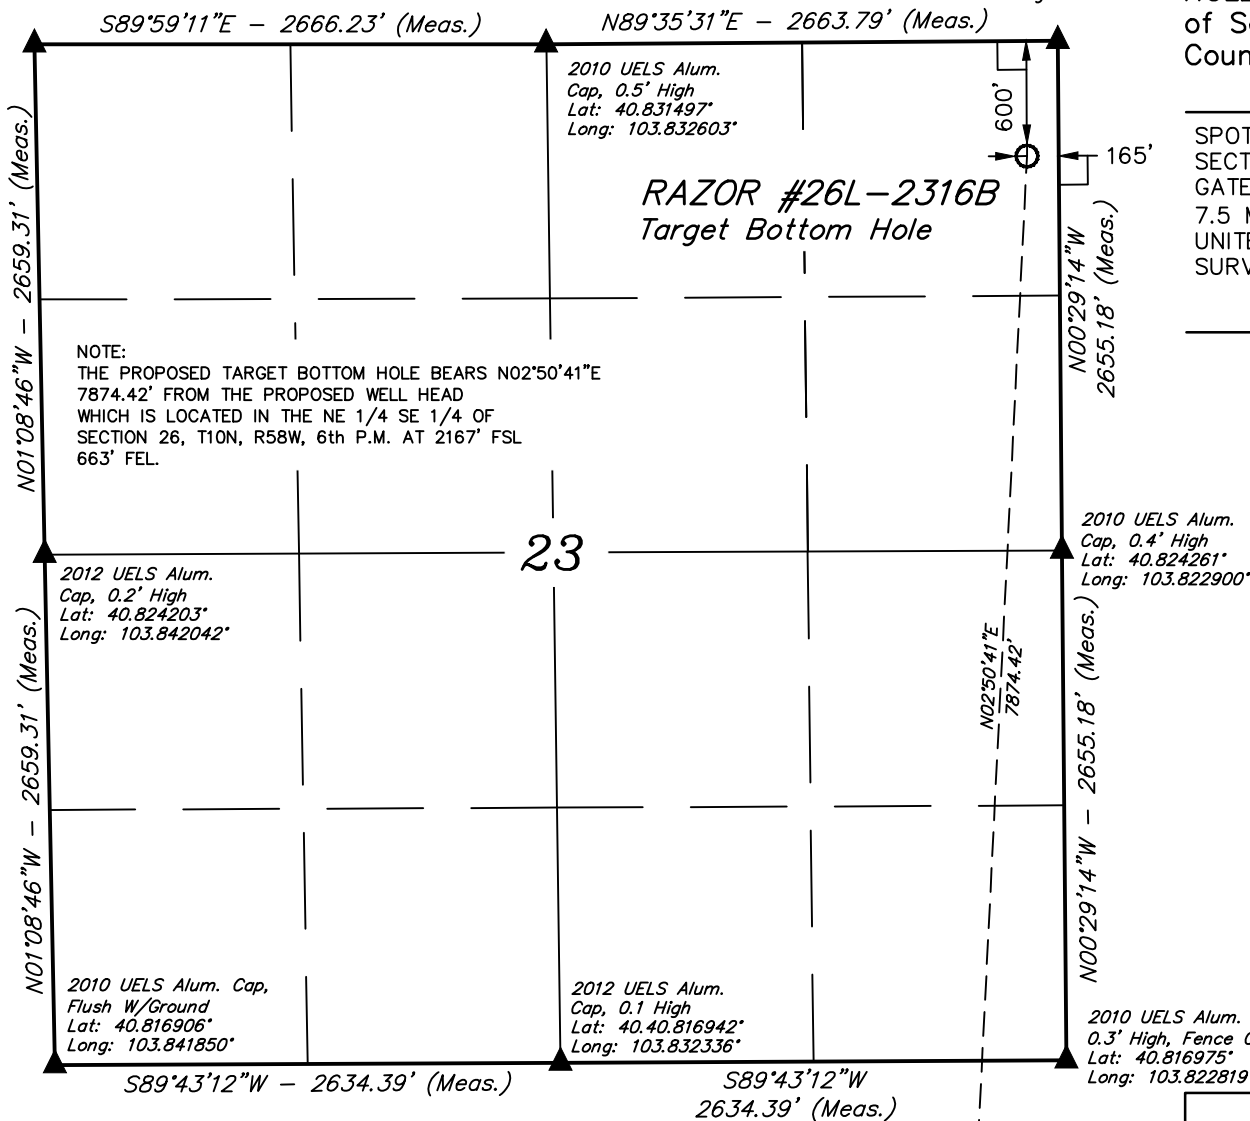 S89°59'11"E - 2666.23' (Meas.)
N89°35'31"E - 2663.79' (Meas.)
of S
Coun
2010 UELS Alum.
Cap, 0.5' High
Lat: 40.831497°
Long: 103.832603°
600'
165'
SPOT
SECT
GATE
7.5 M
UNITE
SURV
RAZOR #26L-2316B
Target Bottom Hole
N01°08'46"W - 2659.31' (Meas.)
N00°29'14"W
2655.18' (Meas.)
NOTE:
THE PROPOSED TARGET BOTTOM HOLE BEARS N02°50'41"E
7874.42' FROM THE PROPOSED WELL HEAD
WHICH IS LOCATED IN THE NE 1/4 SE 1/4 OF
SECTION 26, T10N, R58W, 6th P.M. AT 2167' FSL
663' FEL.
23
2010 UELS Alum.
Cap, 0.4' High
Lat: 40.824261°
Long: 103.822900°
2012 UELS Alum.
Cap, 0.2' High
Lat: 40.824203°
Long: 103.842042°
N02°50'41"E
7874.42'
N01°08'46"W - 2659.31' (Meas.)
N00°29'14"W - 2655.18' (Meas.)
2010 UELS Alum. Cap,
Flush W/Ground
Lat: 40.816906°
Long: 103.841850°
2012 UELS Alum.
Cap, 0.1 High
Lat: 40.40.816942°
Long: 103.832336°
2010 UELS Alum.
0.3' High, Fence
Lat: 40.816975°
Long: 103.822819
S89°43'12"W - 2634.39' (Meas.)
S89°43'12"W
2634.39' (Meas.)